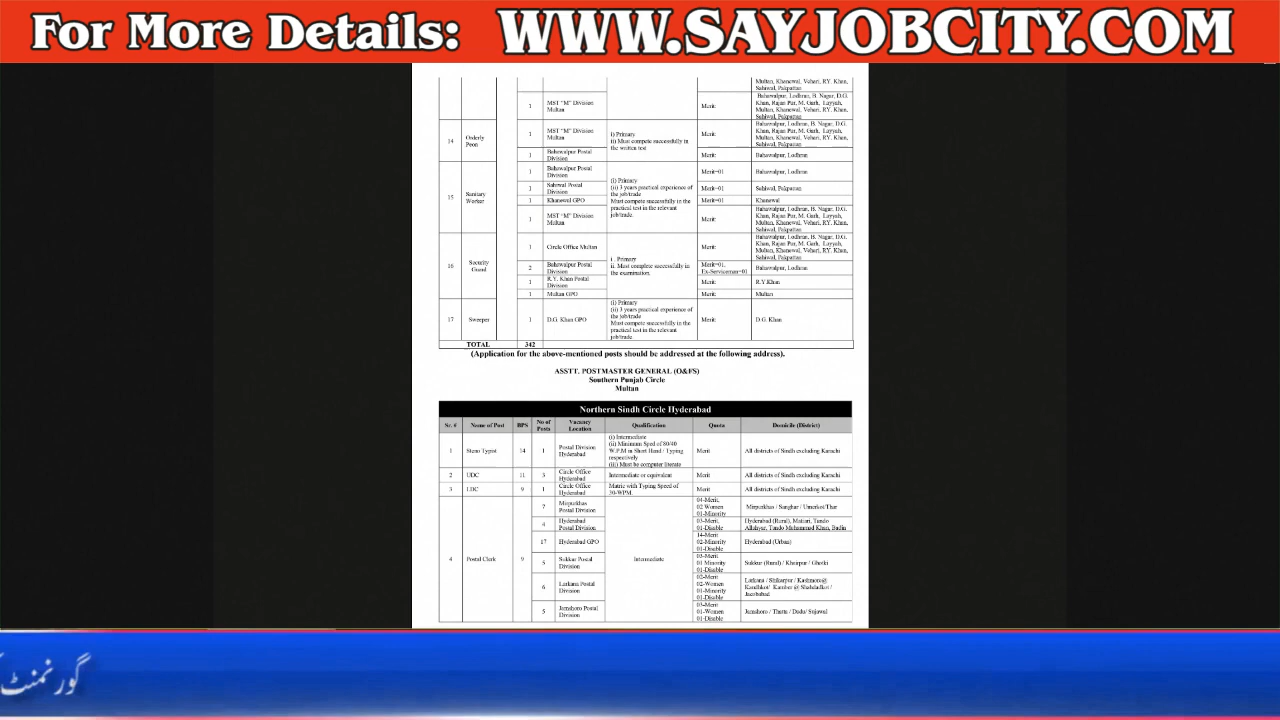 For More Details: WWW.SAYJOBCITY.COM
Multan, Khanewal, Vehari, RY. Khan,
Sahiwal, Pakpattan
1 MST "M" Division Multan Merit: Bahawalpur, Lodhran, B. Nagar, D.G. Khan, Rajan Pur, M. Garh, Layyah, Multan, Khanewal, Vehari, RY. Khan, Sahiwal, Pakpattan
14 Orderly Peon 1 MST "M" Division Multan i) Primary ii) Must compete successfully in the written test Merit: Bahawalpur, Lodhran, B. Nagar, D.G. Khan, Rajan Pur, M. Garh, Layyah, Multan, Khanewal, Vehari, RY. Khan, Sahiwal, Pakpattan
1 Bahawalpur Postal Division Merit: Bahawalpur, Lodhran
15 Sanitary Worker 1 Bahawalpur Postal Division (i) Primary (ii) 3 years practical experience of the job/trade Must compete successfully in the practical test in the relevant job/trade. Merit=01 Bahawalpur, Lodhran
1 Sahiwal Postal Division Merit=01 Sahiwal, Pakpattan
1 Khanewal GPO Merit=01 Khanewal
1 MST "M" Division Multan Merit: Bahawalpur, Lodhran, B. Nagar, D.G. Khan, Rajan Pur, M. Garh, Layyah, Multan, Khanewal, Vehari, RY. Khan, Sahiwal, Pakpattan
16 Security Guard 1 Circle Office Multan i . Primary ii. Must complete successfully in the examination. Merit: Bahawalpur, Lodhran, B. Nagar, D.G. Khan, Rajan Pur, M. Garh, Layyah, Multan, Khanewal, Vehari, RY. Khan, Sahiwal, Pakpattan
2 Bahawalpur Postal Division Merit=01, Ex-Serviceman=01 Bahawalpur, Lodhran
1 R.Y. Khan Postal Division Merit: R.Y.Khan
1 Multan GPO Merit: Multan
17 Sweeper 1 D.G. Khan GPO (i) Primary (ii) 3 years practical experience of the job/trade Must compete successfully in the practical test in the relevant job/trade. Merit: D.G. Khan
TOTAL 342
(Application for the above-mentioned posts should be addressed at the following address).
ASSTT. POSTMASTER GENERAL (O&FS)
Southern Punjab Circle
Multan
Northern Sindh Circle Hyderabad
Sr. # Name of Post BPS No of Posts Vacancy Location Qualification Quota Domicile (District)
1 Steno Typist 14 1 Postal Division Hyderabad (i) Intermediate (ii) Minimum Sped of 80/40 W.P.M in Short Hand / Typing respectively (iii) Must be computer literate Merit All districts of Sindh excluding Karachi
2 UDC 11 3 Circle Office Hyderabad Intermediate or equivalent Merit All districts of Sindh excluding Karachi
3 LDC 9 1 Circle Office Hyderabad Matric with Typing Speed of 30-WPM. Merit All districts of Sindh excluding Karachi
4 Postal Clerk 9 7 Mirpurkhas Postal Division Intermediate 04-Merit, 02 Women 01-Minority Mirpurkhas / Sanghar / Umerkot/Thar
4 Hyderabad Postal Division 03-Merit, 01-Disable Hyderabad (Rural), Matiari, Tando Allahyar, Tando Muhammad Khan, Badin
17 Hyderabad GPO 14-Merit 02-Minority 01-Disable Hyderabad (Urban)
5 Sukkur Postal Division 03-Merit 01 Minority 01-Disable Sukkur (Rural) / Khairpur / Ghotki
6 Larkana Postal Division 02-Merit 02-Women 01-Minority 01-Disable Larkana / Shikarpur / Kashmore@ Kandhkot/ Kamber @ Shahdadkot / Jacobabad
5 Jamshoro Postal Division 03-Merit 01-Women 01-Disable Jamshoro / Thatta / Dadu/ Sujawal
گورنمنٹ